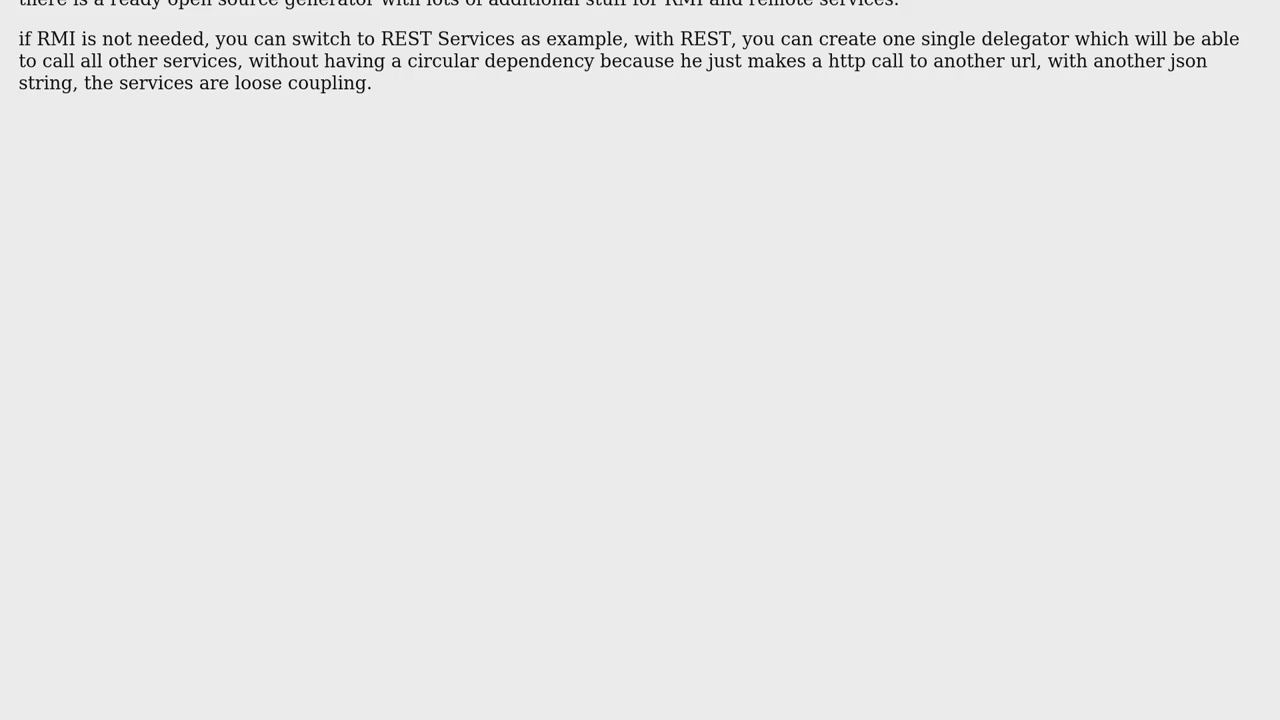 there is a ready open source generator with lots of additional stuff for RMI and remote services.
if RMI is not needed, you can switch to REST Services as example, with REST, you can create one single delegator which will be able
to call all other services, without having a circular dependency because he just makes a http call to another url, with another json
string, the services are loose coupling.